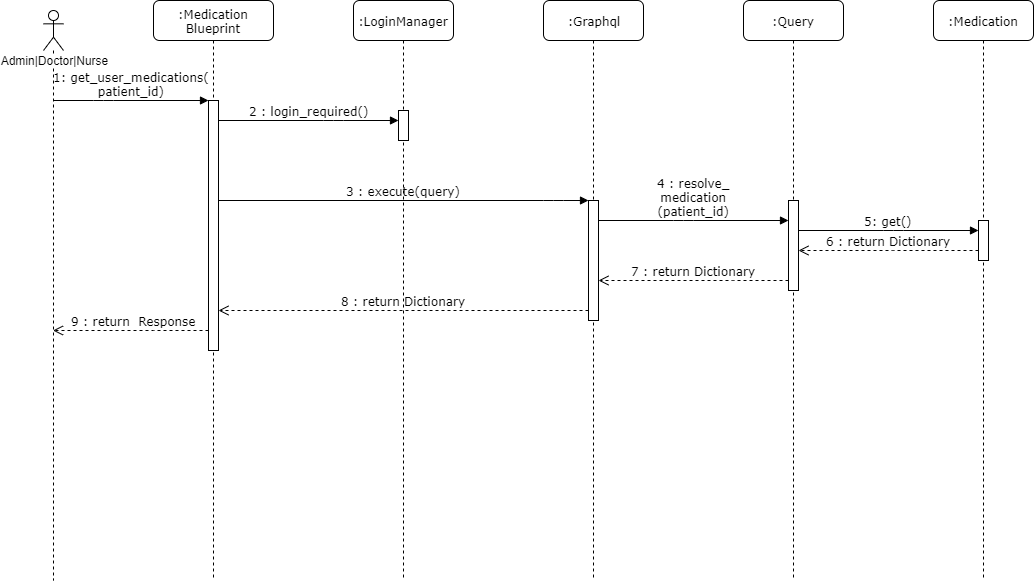 :Medication
Blueprint
:LoginManager
:Graphql
:Query
:Medication
Admin|Doctor|Nurse
1: get_user_medications(
patient_id)
2 : login_required()
3 : execute(query)
4 : resolve_
medication
(patient_id)
5: get()
6 : return Dictionary
7 : return Dictionary
8 : return Dictionary
9 : return  Response